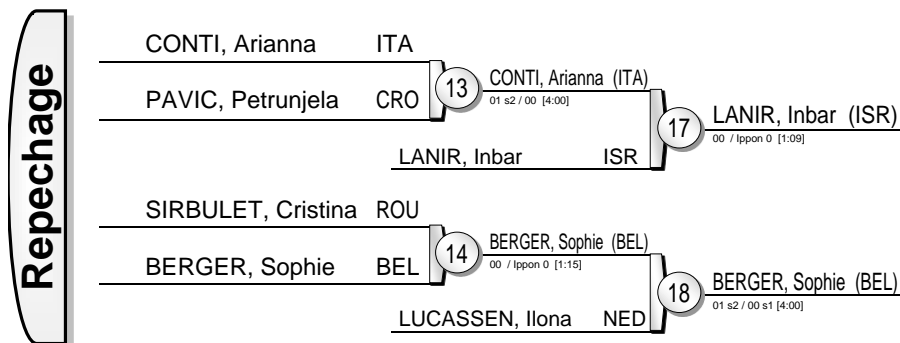 Repechage
CONTI, Arianna ITA
PAVIC, Petrunjela CRO
13
CONTI, Arianna (ITA)
01 s2 / 00 [4:00]
LANIR, Inbar ISR
17
LANIR, Inbar (ISR)
00 / Ippon 0 [1:09]
SIRBULET, Cristina ROU
BERGER, Sophie BEL
14
BERGER, Sophie (BEL)
00 / Ippon 0 [1:15]
LUCASSEN, Ilona NED
18
BERGER, Sophie (BEL)
01 s2 / 00 s1 [4:00]